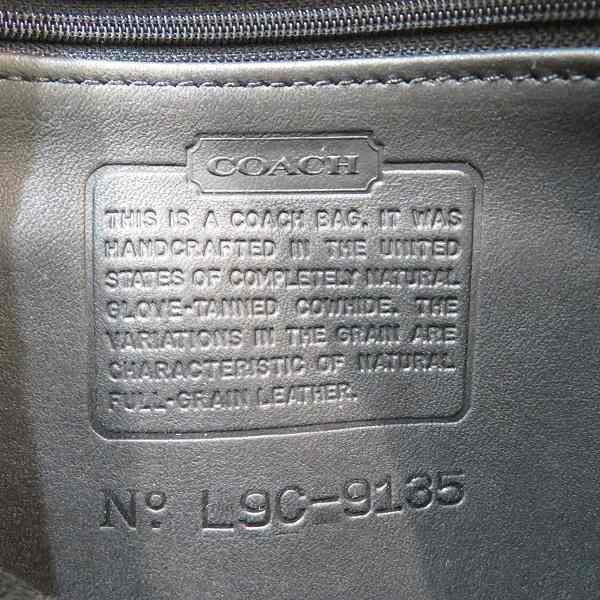 COACH
THIS IS A COACH BAG. IT WAS
HANDCRAFTED IN THE UNITED
STATES OF COMPLETELY NATURAL
GLOVE-TANNED COWHIDE. THE
VARIATIONS IN THE GRAIN ARE
CHARACTERISTIC OF NATURAL
FULL-GRAIN LEATHER.
Nº L9C-9135